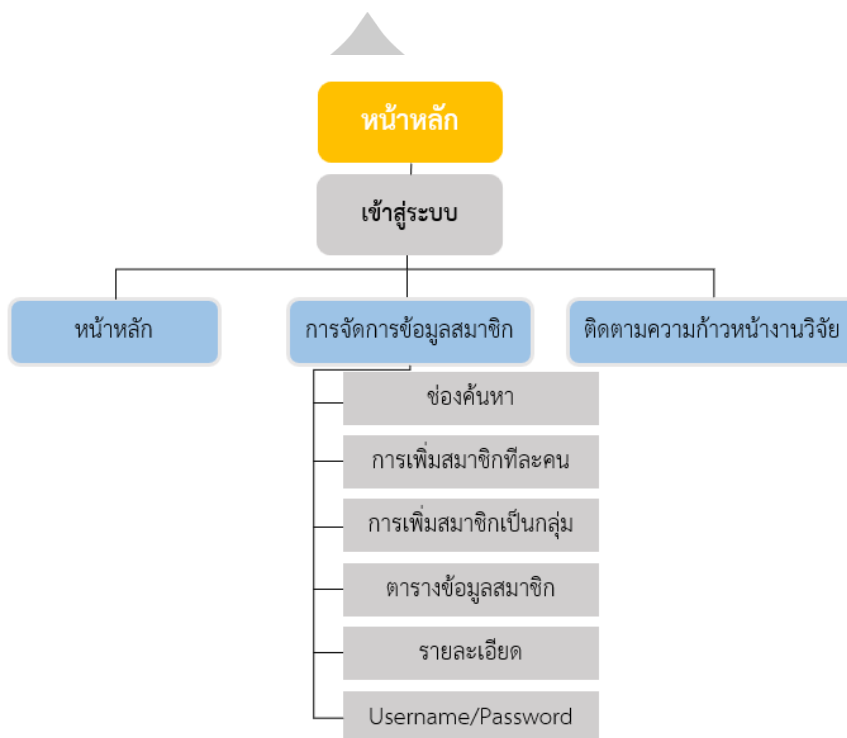 หน้าหลัก
เข้าสู่ระบบ
หน้าหลัก
การจัดการข้อมูลสมาชิก
ติดตามความก้าวหน้างานวิจัย
ช่องค้นหา
การเพิ่มสมาชิกทีละคน
การเพิ่มสมาชิกเป็นกลุ่ม
ตารางข้อมูลสมาชิก
รายละเอียด
Username/Password